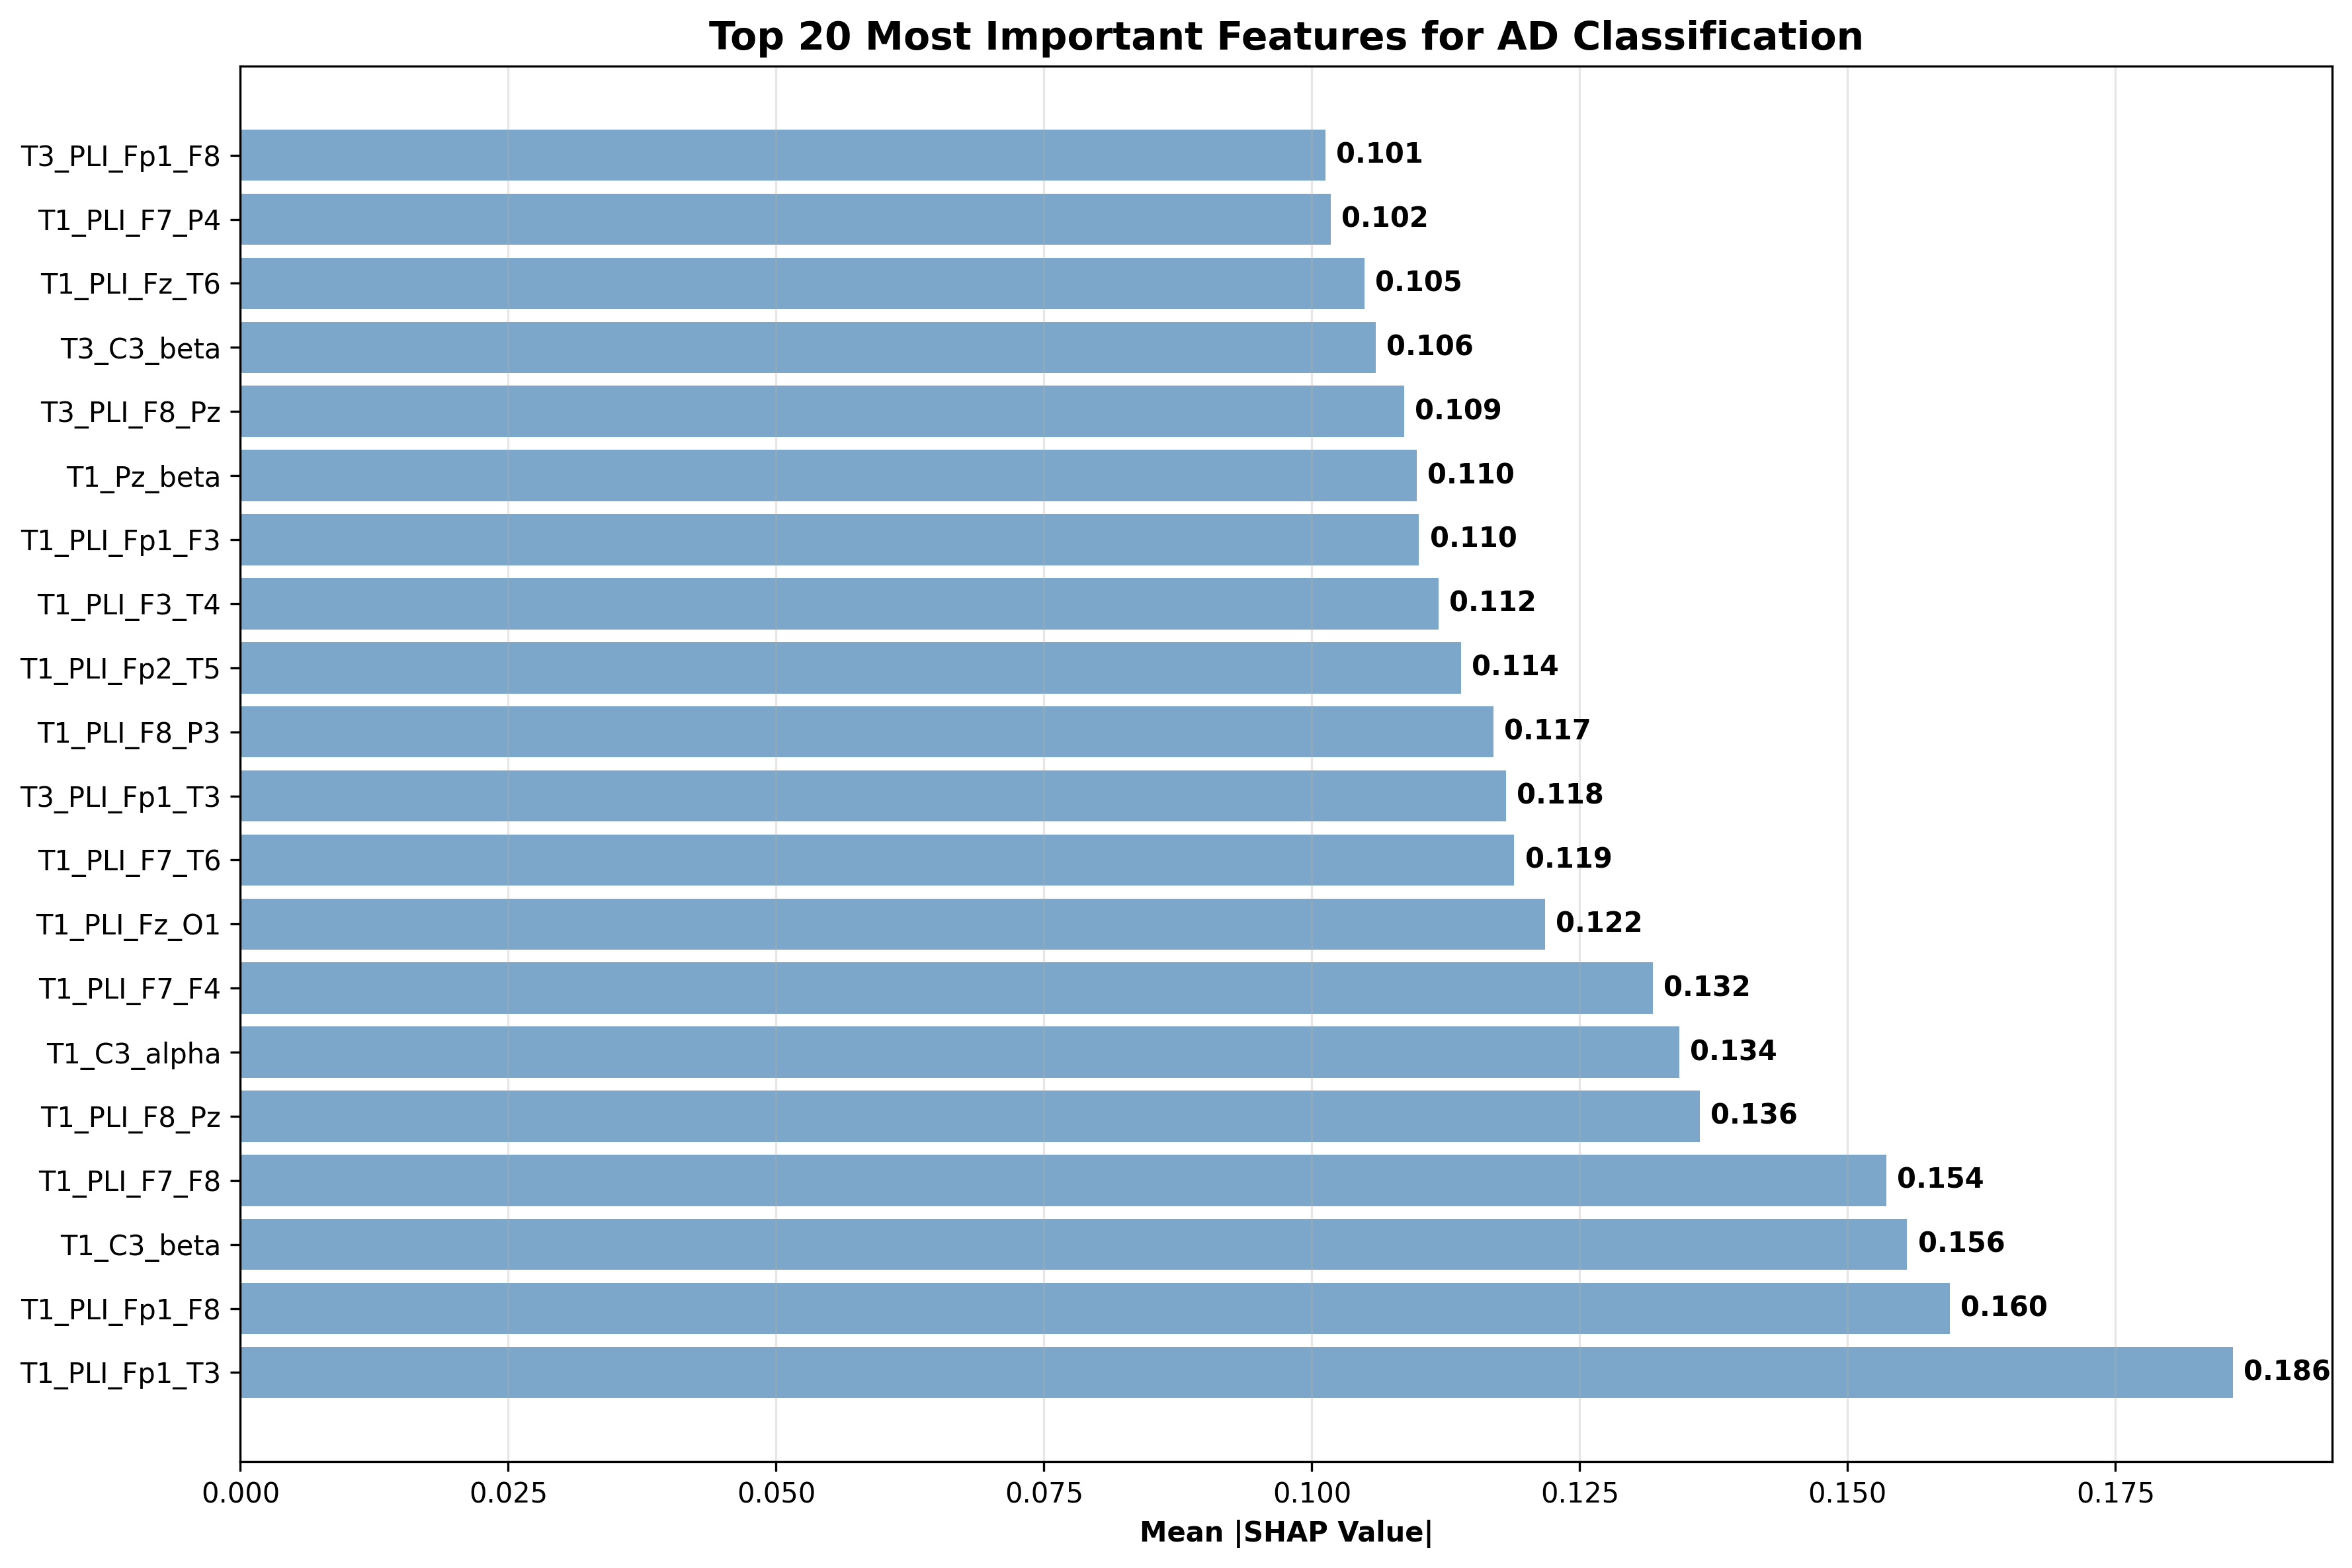 Top 20 Most Important Features for AD Classification
T3_PLI_Fp1_F8 0.101
T1_PLI_F7_P4 0.102
T1_PLI_Fz_T6 0.105
T3_C3_beta 0.106
T3_PLI_F8_Pz 0.109
T1_Pz_beta 0.110
T1_PLI_Fp1_F3 0.110
T1_PLI_F3_T4 0.112
T1_PLI_Fp2_T5 0.114
T1_PLI_F8_P3 0.117
T3_PLI_Fp1_T3 0.118
T1_PLI_F7_T6 0.119
T1_PLI_Fz_O1 0.122
T1_PLI_F7_F4 0.132
T1_C3_alpha 0.134
T1_PLI_F8_Pz 0.136
T1_PLI_F7_F8 0.154
T1_C3_beta 0.156
T1_PLI_Fp1_F8 0.160
T1_PLI_Fp1_T3 0.186
0.000 0.025 0.050 0.075 0.100 0.125 0.150 0.175
Mean |SHAP Value|